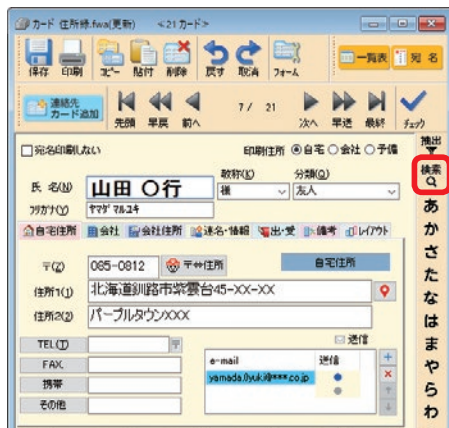 カード 住所録.fwa(更新) <21カード>
保存 印刷 コピー 貼付 削除 戻す 取消 フォーム 一覧表 宛名
連絡先カード追加 先頭 早戻 前へ 7 / 21 次へ 早送 最終 チェック
抽出
宛名印刷しない 印刷住所 自宅 会社 予備
検索
敬称(K) 分類(Q)
氏 名(N) 山田 〇行 様 友人
フリガナ(Y) ヤマダ マルユキ
自宅住所 会社 会社住所 連名・情報 出・受 備考 レイアウト
〒(Z) 085-0812 〒⇔住所 自宅住所
住所1(1) 北海道釧路市紫雲台45-XX-XX
住所2(2) パープルタウンXXX
TEL(T) 〒 送信
FAX e-mail 送信
携帯 yamada.0yuki@***co.jp
その他
あ
か
さ
た
な
は
ま
や
ら
わ